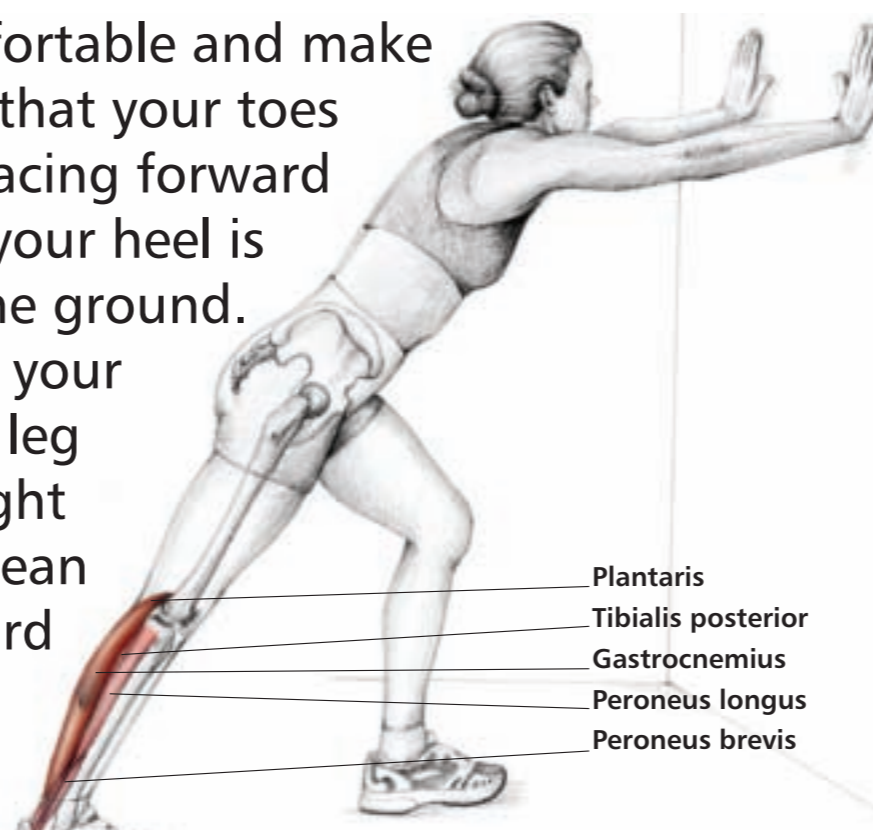 fortable and make
that your toes
acing forward
your heel is
ne ground.
your
leg
ght
ean
rd
Plantaris
Tibialis posterior
Gastrocnemius
Peroneus longus
Peroneus brevis